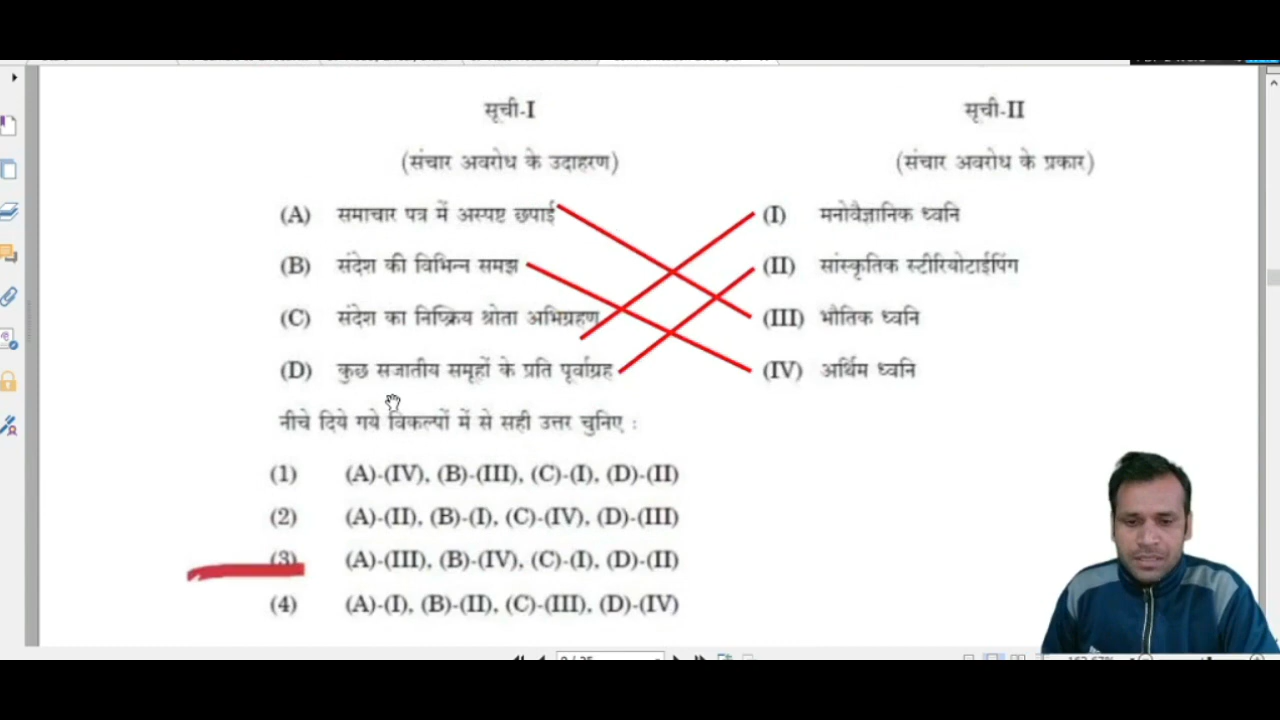 सूची-I सूची-II
(संचार अवरोध के उदाहरण) (संचार अवरोध के प्रकार)
(A) समाचार पत्र में अस्पष्ट छपाई (I) मनोवैज्ञानिक ध्वनि
(B) संदेश की विभिन्न समझ (II) सांस्कृतिक स्टीरियोटाईपिंग
(C) संदेश का निष्क्रिय श्रोता अभिग्रहण (III) भौतिक ध्वनि
(D) कुछ सजातीय समूहों के प्रति पूर्वाग्रह (IV) अर्थिम ध्वनि
नीचे दिये गये विकल्पों में से सही उत्तर चुनिए :
(1) (A)-(IV), (B)-(III), (C)-(I), (D)-(II)
(2) (A)-(II), (B)-(I), (C)-(IV), (D)-(III)
(3) (A)-(III), (B)-(IV), (C)-(I), (D)-(II)
(4) (A)-(I), (B)-(II), (C)-(III), (D)-(IV)